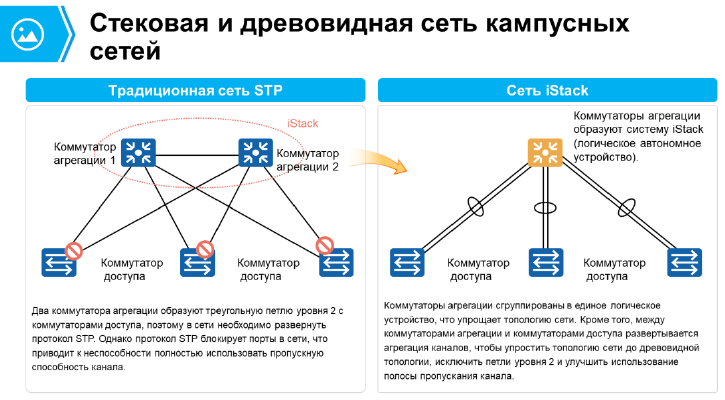 Стековая и древовидная сеть кампусных
сетей
Традиционная сеть STP
iStack
Коммутатор
агрегации 1
Коммутатор
агрегации 2
Коммутатор
доступа
Коммутатор
доступа
Два коммутатора агрегации образуют треугольную петлю уровня 2 с
коммутаторами доступа, поэтому в сети необходимо развернуть
протокол STP. Однако протокол STP блокирует порты в сети, что
приводит к неспособности полностью использовать пропускную
способность канала.
Сеть iStack
Коммутаторы агрегации
образуют систему iStack
(логическое автономное
устройство).
Коммутатор
доступа
Коммутатор
доступа
Коммутаторы агрегации сгруппированы в единое логическое
устройство, что упрощает топологию сети. Кроме того, между
коммутаторами агрегации и коммутаторами доступа развертывается
агрегация каналов, чтобы упростить топологию сети до древовидной
топологии, исключить петли уровня 2 и улучшить использование
полосы пропускания канала.